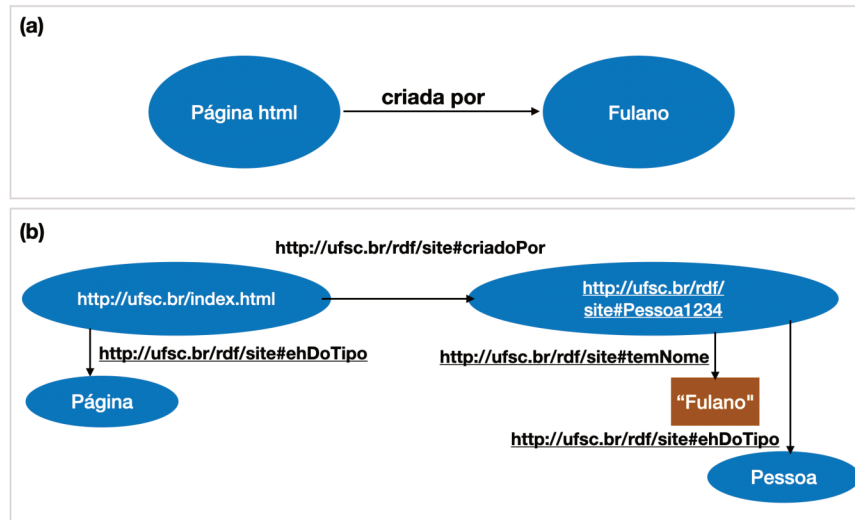 (a)
Página html
criada por
Fulano
(b)
http://ufsc.br/rdf/site#criadoPor
http://ufsc.br/index.html
http://ufsc.br/rdf/
site#Pessoa1234
http://ufsc.br/rdf/site#ehDoTipo
http://ufsc.br/rdf/site#temNome
Página
“Fulano"
http://ufsc.br/rdf/site#ehDoTipo
Pessoa